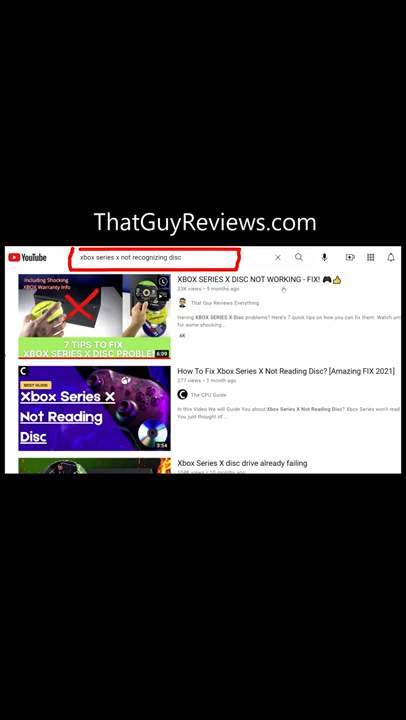 ThatGuyReviews.com
YouTube
xbox series x not recognizing disc
Including Shocking
XBOX Warranty Info
7 TIPS TO FIX
XBOX SERIES X DISC PROBLEM
6:09
XBOX SERIES X DISC NOT WORKING - FIX! 🎮👍
23K views • 9 months ago
That Guy Reviews Everything
Having XBOX SERIES X Disc problems? Here's 7 quick tips on how you can fix them. Watch unt
for some shocking ...
4K
BEST GUIDE
Xbox Series X
Not Reading
Disc
3:54
How To Fix Xbox Series X Not Reading Disc? [Amazing FIX 2021]
277 views • 1 month ago
The CPU Guide
In this Video We will Guide You about Xbox Series X Not Reading Disc? Xbox Series won't read
You just thought of ...
Xbox Series X disc drive already failing